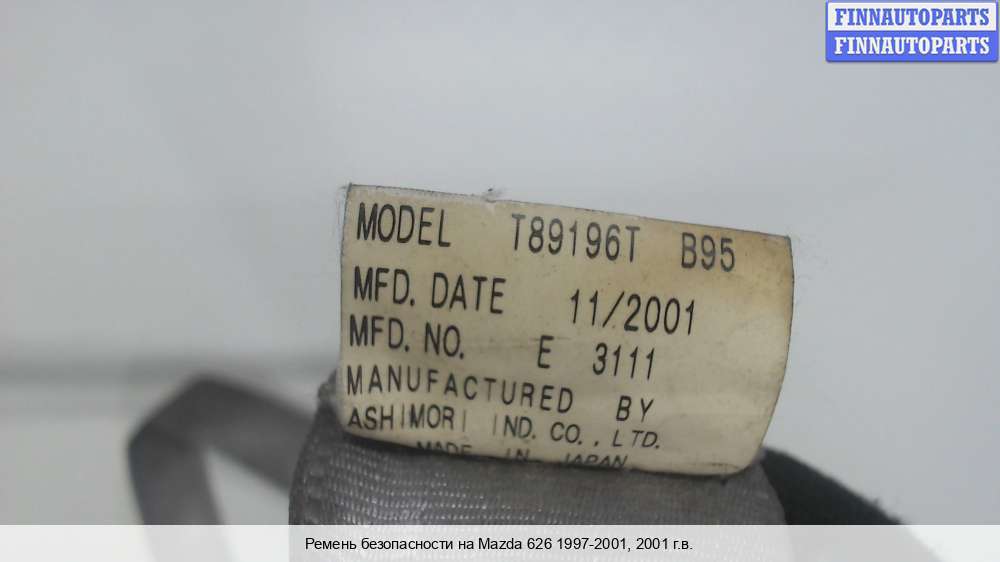 FINNAUTOPARTS
FINNAUTOPARTS
MODEL T89196T B95
MFD. DATE 11/2001
MFD. NO. E 3111
MANUFACTURED BY
ASHIMORI IND. CO., LTD.
MADE IN JAPAN
Ремень безопасности на Mazda 626 1997-2001, 2001 г.в.